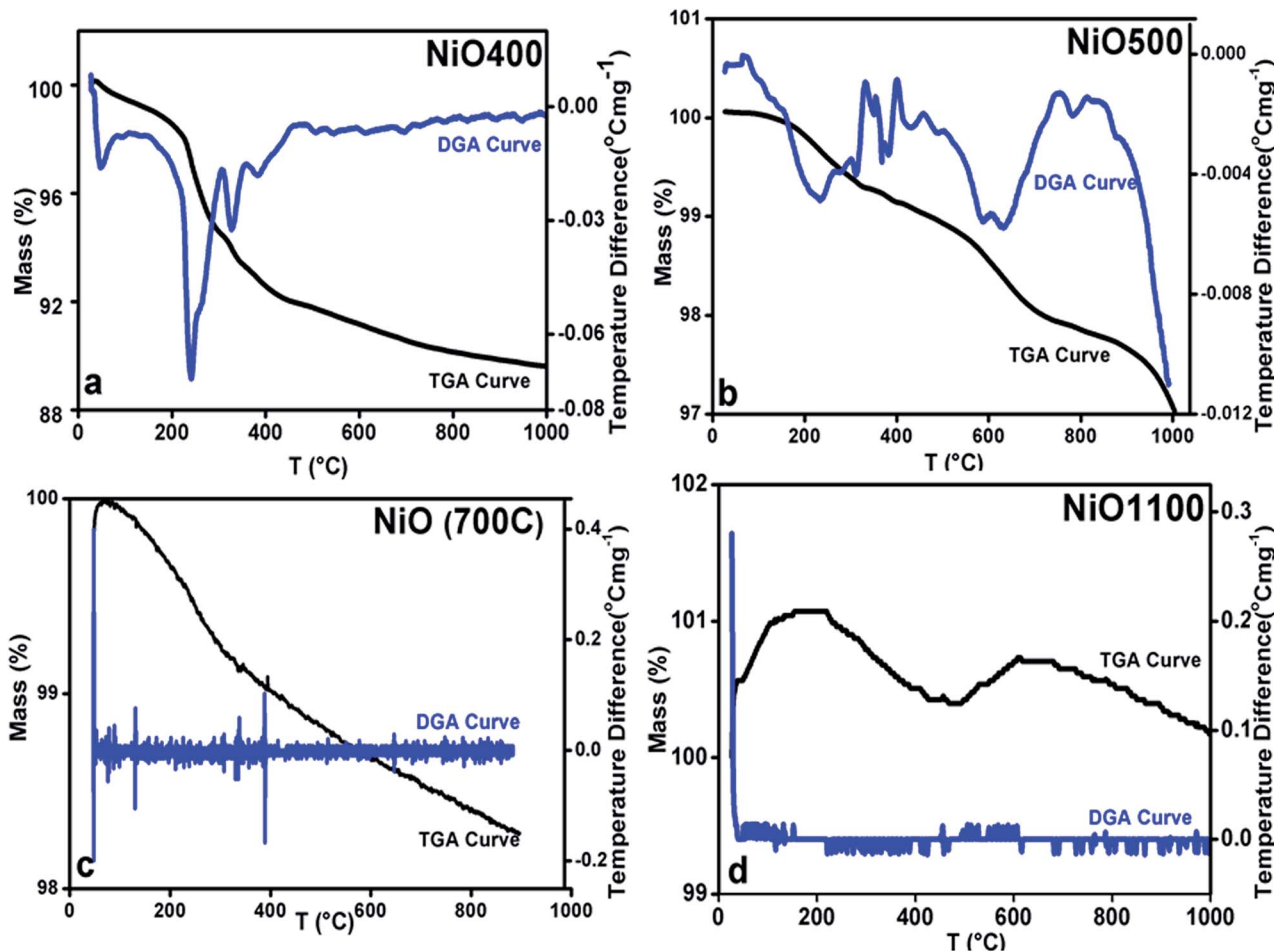 NiO400
100
96
92
88
Mass (%)
0.00
-0.03
-0.06
-0.08
Temperature Difference(°Cmg⁻¹)
DGA Curve
TGA Curve
a
0 200 400 600 800 1000
T (°C)
NiO500
101
100
99
98
97
Mass (%)
0.000
-0.004
-0.008
-0.012
Temperature Difference(°Cmg⁻¹)
DGA Curve
TGA Curve
b
0 200 400 600 800 1000
T (°C)
NiO (700C)
100
99
98
Mass (%)
0.4
0.2
0.0
-0.2
Temperature Difference(°Cmg⁻¹)
DGA Curve
TGA Curve
c
0 200 400 600 800 1000
T (°C)
NiO1100
102
101
100
99
Mass (%)
0.3
0.2
0.1
0.0
Temperature Difference(°Cmg⁻¹)
TGA Curve
DGA Curve
d
0 200 400 600 800 1000
T (°C)